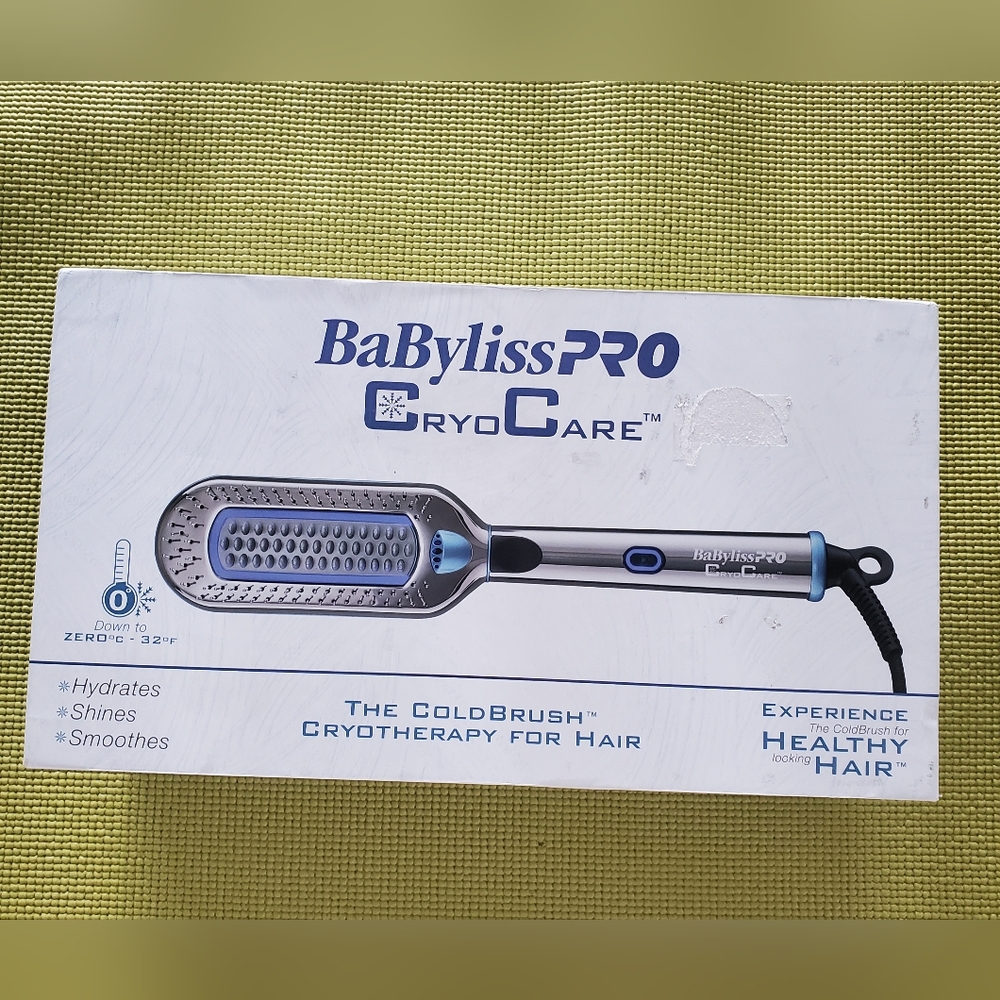 BaBylissPRO
CRYOCARE™
BaBylissPRO
CRYOCARE™
0°
Down to
ZERO°C - 32°F
Hydrates
Shines
Smoothes
THE COLDBRUSH™
CRYOTHERAPY FOR HAIR
EXPERIENCE
The ColdBrush for
HEALTHY
looking HAIR™